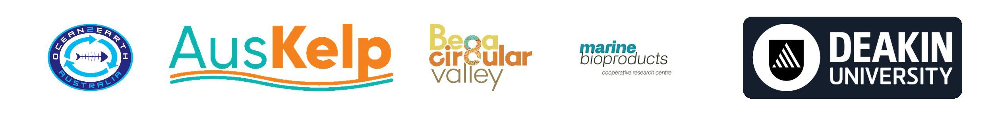 OCEAN2EARTH
AUSTRALIA
AusKelp
Bega
circular
valley
marine
bioproducts
cooperative research centre
DEAKIN
UNIVERSITY